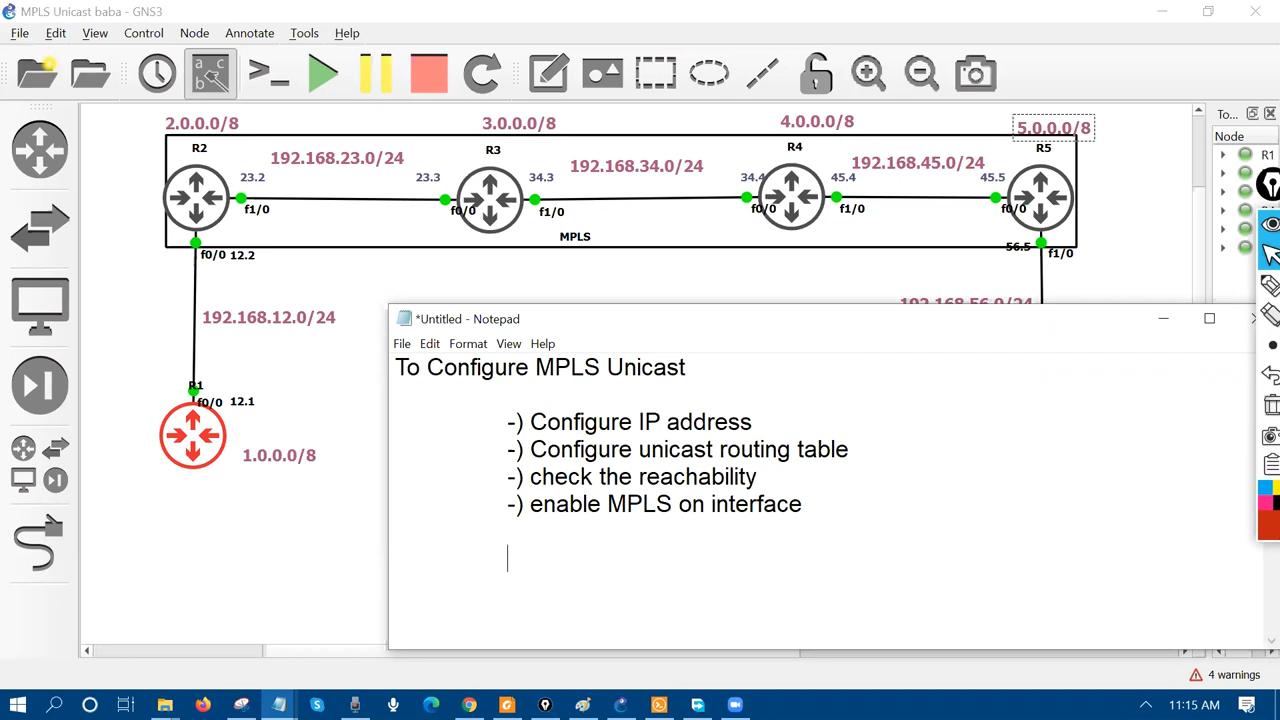 MPLS Unicast baba - GNS3
File Edit View Control Node Annotate Tools Help
2.0.0.0/8 3.0.0.0/8 4.0.0.0/8 5.0.0.0/8
To...
Node
R1
R2 R3 R4 R5
192.168.23.0/24 192.168.34.0/24 192.168.45.0/24
23.2 23.3 34.3 34.4 45.4 45.5
f1/0 f0/0 f1/0 f0/0 f1/0 f0/0
MPLS
f0/0 12.2 56.5 f1/0
192.168.12.0/24
192.168.56.0/24
R1
f0/0 12.1
1.0.0.0/8
*Untitled - Notepad
File Edit Format View Help
To Configure MPLS Unicast
-) Configure IP address
-) Configure unicast routing table
-) check the reachability
-) enable MPLS on interface
4 warnings
11:15 AM